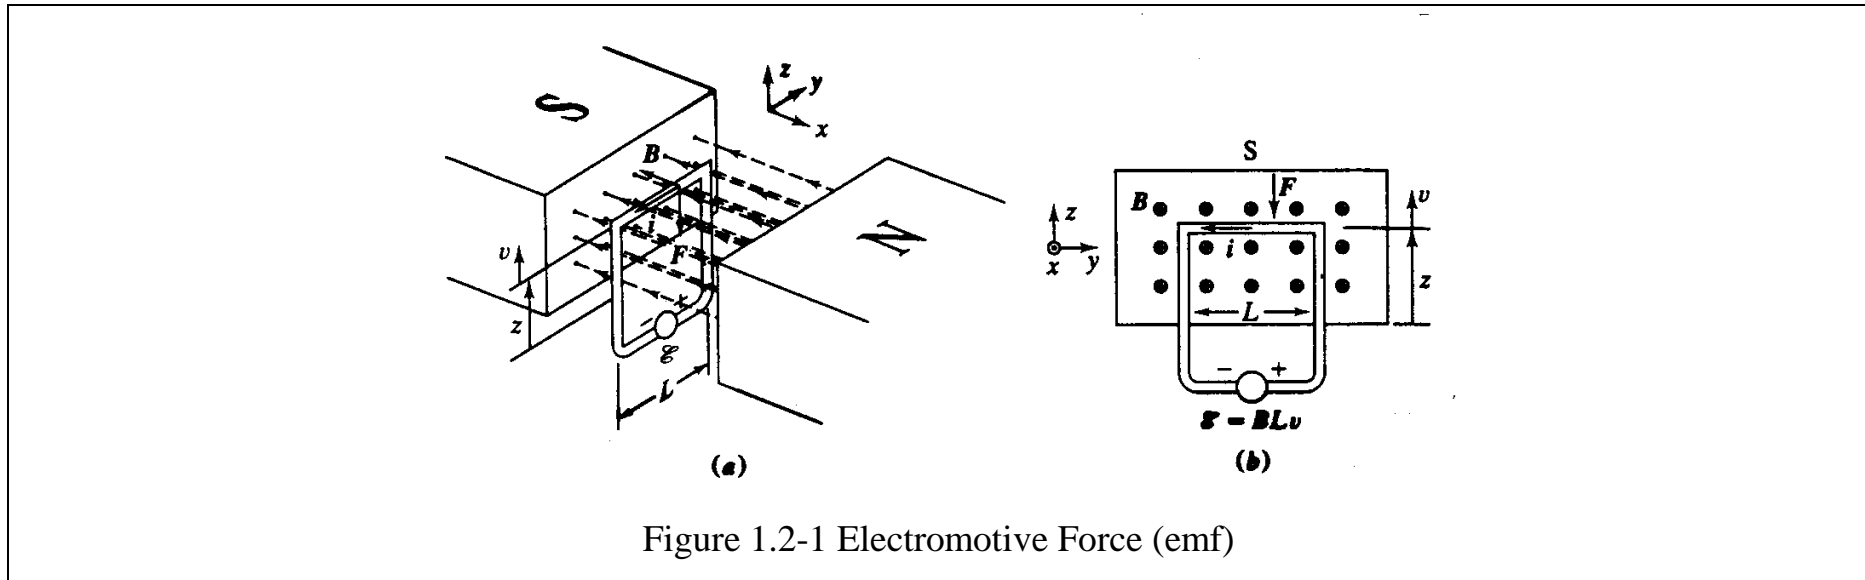 S
z
y
x
B
N
i
F
v
z
- x
ℰ
L
(a)
S
B
F
v
z
x
y
i
z
L
- +
ℰ = BLv
(b)
Figure 1.2-1 Electromotive Force (emf)